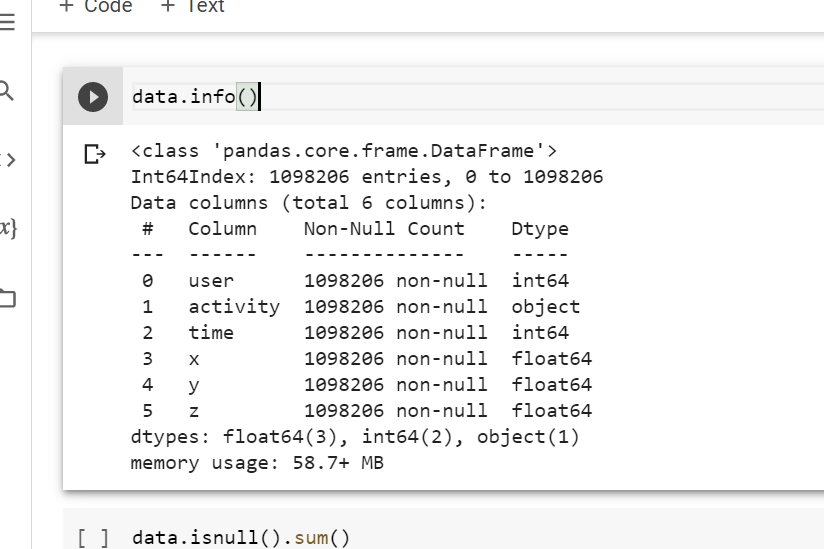 + Code + Text
data.info()
<class 'pandas.core.frame.DataFrame'>
Int64Index: 1098206 entries, 0 to 1098206
Data columns (total 6 columns):
# Column Non-Null Count Dtype
--- ------ -------------- -----
0 user 1098206 non-null int64
1 activity 1098206 non-null object
2 time 1098206 non-null int64
3 x 1098206 non-null float64
4 y 1098206 non-null float64
5 z 1098206 non-null float64
dtypes: float64(3), int64(2), object(1)
memory usage: 58.7+ MB
[ ] data.isnull().sum()